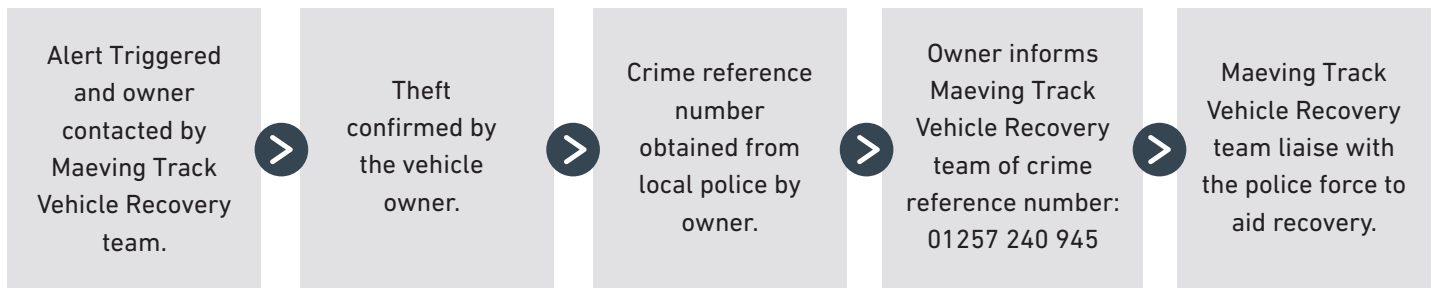 Alert Triggered
and owner
contacted by
Maeving Track
Vehicle Recovery
team.
Theft
confirmed by
the vehicle
owner.
Crime reference
number
obtained from
local police by
owner.
Owner informs
Maeving Track
Vehicle Recovery
team of crime
reference number:
01257 240 945
Maeving Track
Vehicle Recovery
team liaise with
the police force to
aid recovery.